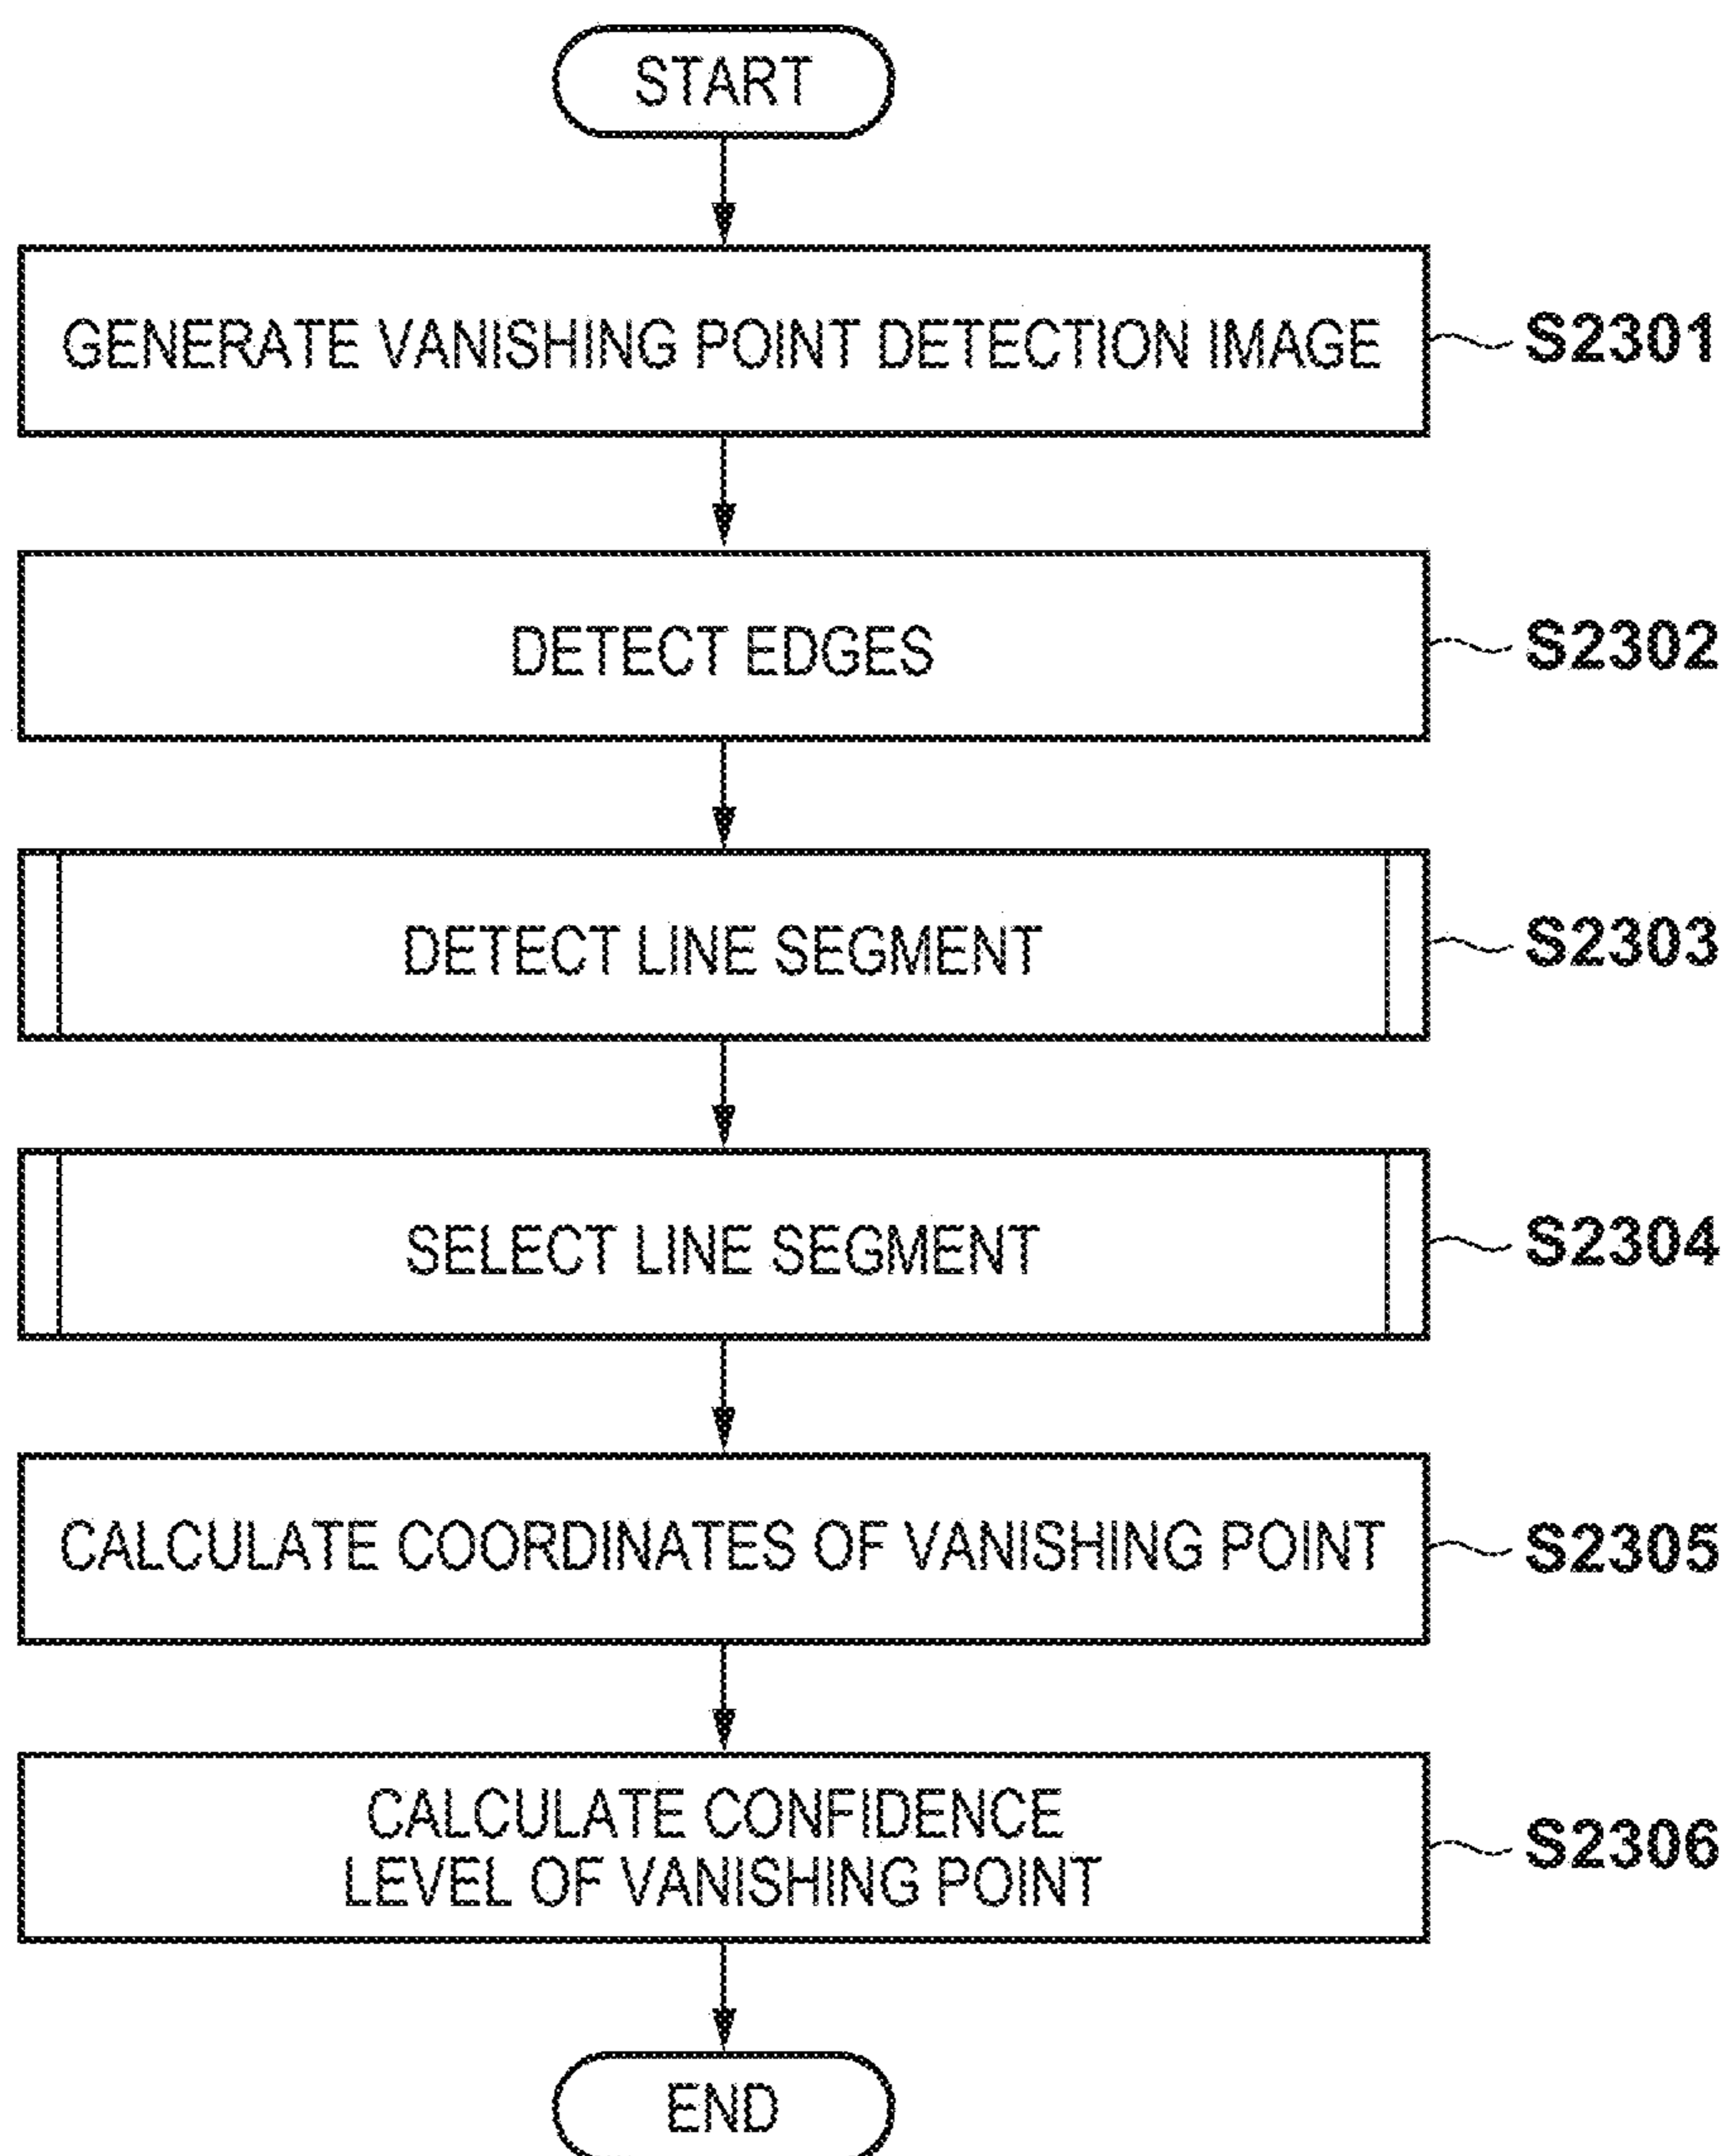 START
GENERATE VANISHING POINT DETECTION IMAGE
S2301
DETECT EDGES
S2302
DETECT LINE SEGMENT
S2303
SELECT LINE SEGMENT
S2304
CALCULATE COORDINATES OF VANISHING POINT
S2305
CALCULATE CONFIDENCE
LEVEL OF VANISHING POINT
S2306
END